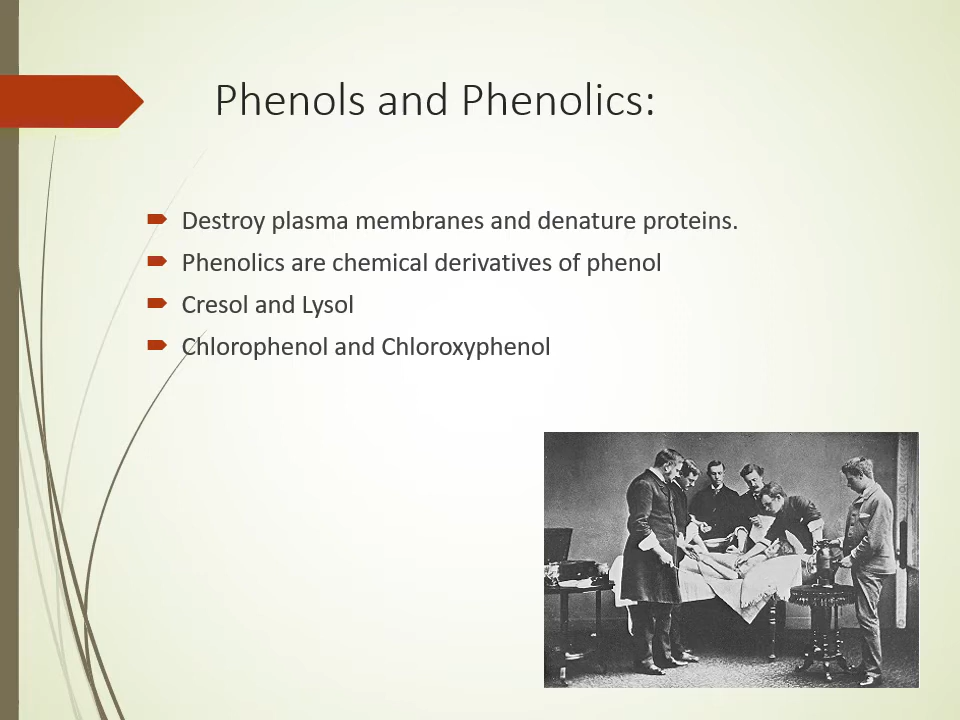 Phenols and Phenolics:
Destroy plasma membranes and denature proteins.
Phenolics are chemical derivatives of phenol
Cresol and Lysol
Chlorophenol and Chloroxyphenol